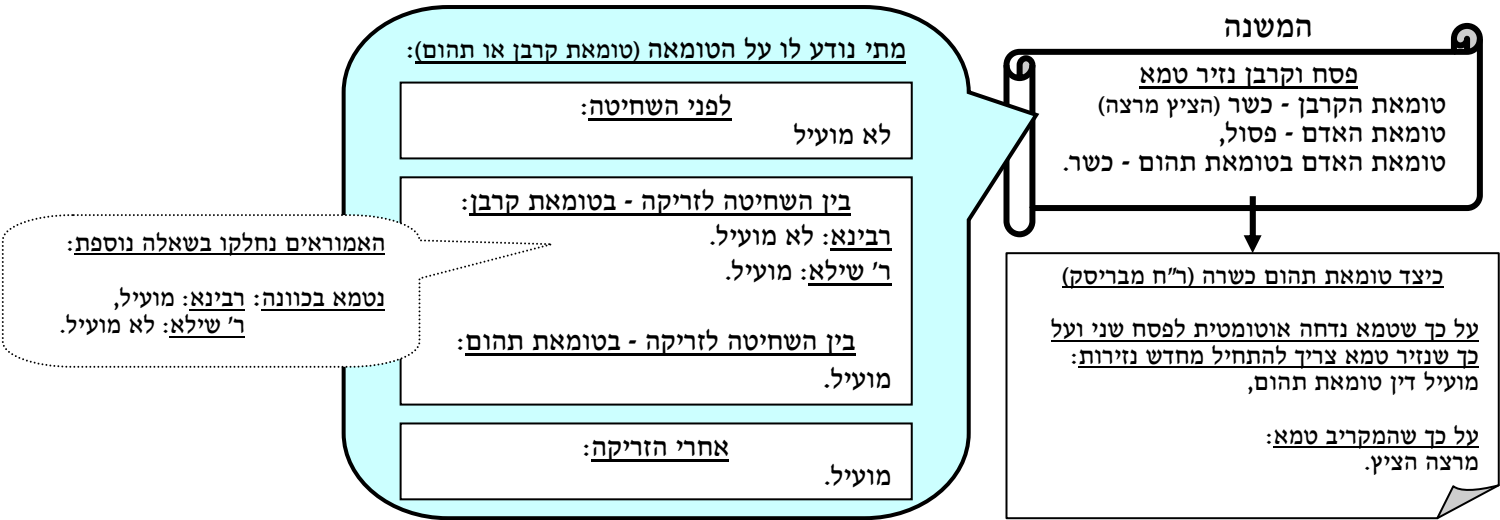 המשנה
פסח וקרבן נזיר טמא
טומאת הקרבן - כשר (הציץ מרצה)
טומאת האדם - פסול,
טומאת האדם בטומאת תהום - כשר.
כיצד טומאת תהום כשרה (ר"ח מבריסק)
על כך שטמא נדחה אוטומטית לפסח שני ועל
כך שנזיר טמא צריך להתחיל מחדש נזירות:
מועיל דין טומאת תהום,
על כך שהמקריב טמא:
מרצה הציץ.
מתי נודע לו על הטומאה (טומאת קרבן או תהום):
לפני השחיטה:
לא מועיל
בין השחיטה לזריקה - בטומאת קרבן:
רבינא: לא מועיל.
ר' שילא: מועיל.
בין השחיטה לזריקה - בטומאת תהום:
מועיל.
אחרי הזריקה:
מועיל.
האמוראים נחלקו בשאלה נוספת:
נטמא בכוונה: רבינא: מועיל,
ר' שילא: לא מועיל.